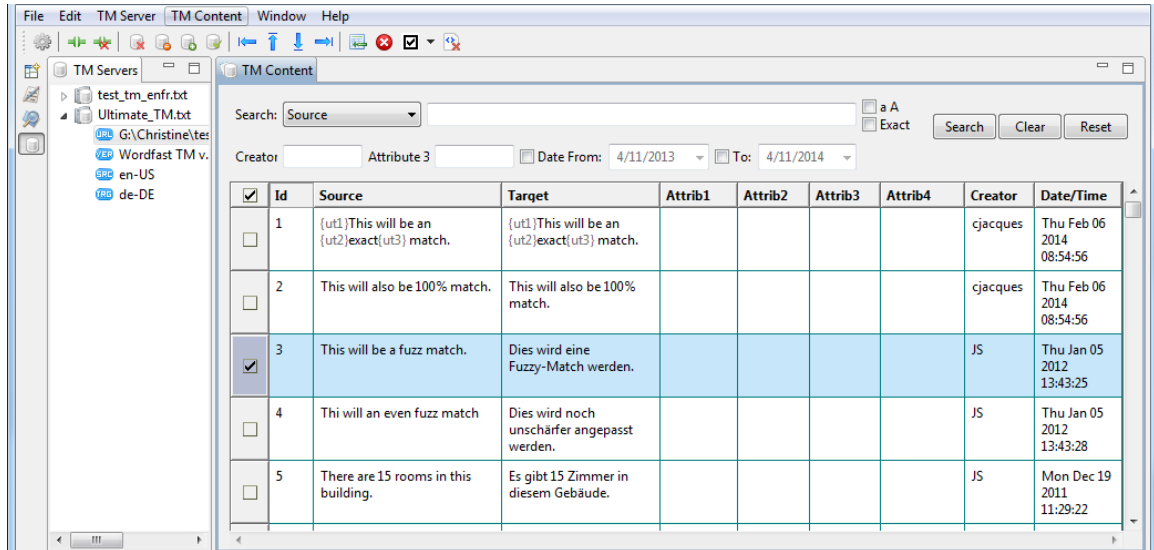 File Edit TM Server TM Content Window Help
TM Servers
test_tm_enfr.txt
Ultimate_TM.txt
URL G:\Christine\tes
VER Wordfast TM v.
SRC en-US
TRG de-DE
TM Content
Search: Source a A
Exact Search Clear Reset
Creator Attribute 3 Date From: 4/11/2013 To: 4/11/2014
Id Source Target Attrib1 Attrib2 Attrib3 Attrib4 Creator Date/Time
1 {ut1}This will be an {ut1}This will be an cjacques Thu Feb 06
{ut2}exact{ut3} match. {ut2}exact{ut3} match. 2014
08:54:56
2 This will also be 100% match. This will also be 100% cjacques Thu Feb 06
match. 2014
08:54:56
3 This will be a fuzz match. Dies wird eine JS Thu Jan 05
Fuzzy-Match werden. 2012
13:43:25
4 Thi will an even fuzz match Dies wird noch JS Thu Jan 05
unschärfer angepasst 2012
werden. 13:43:28
5 There are 15 rooms in this Es gibt 15 Zimmer in JS Mon Dec 19
building. diesem Gebäude. 2011
11:29:22